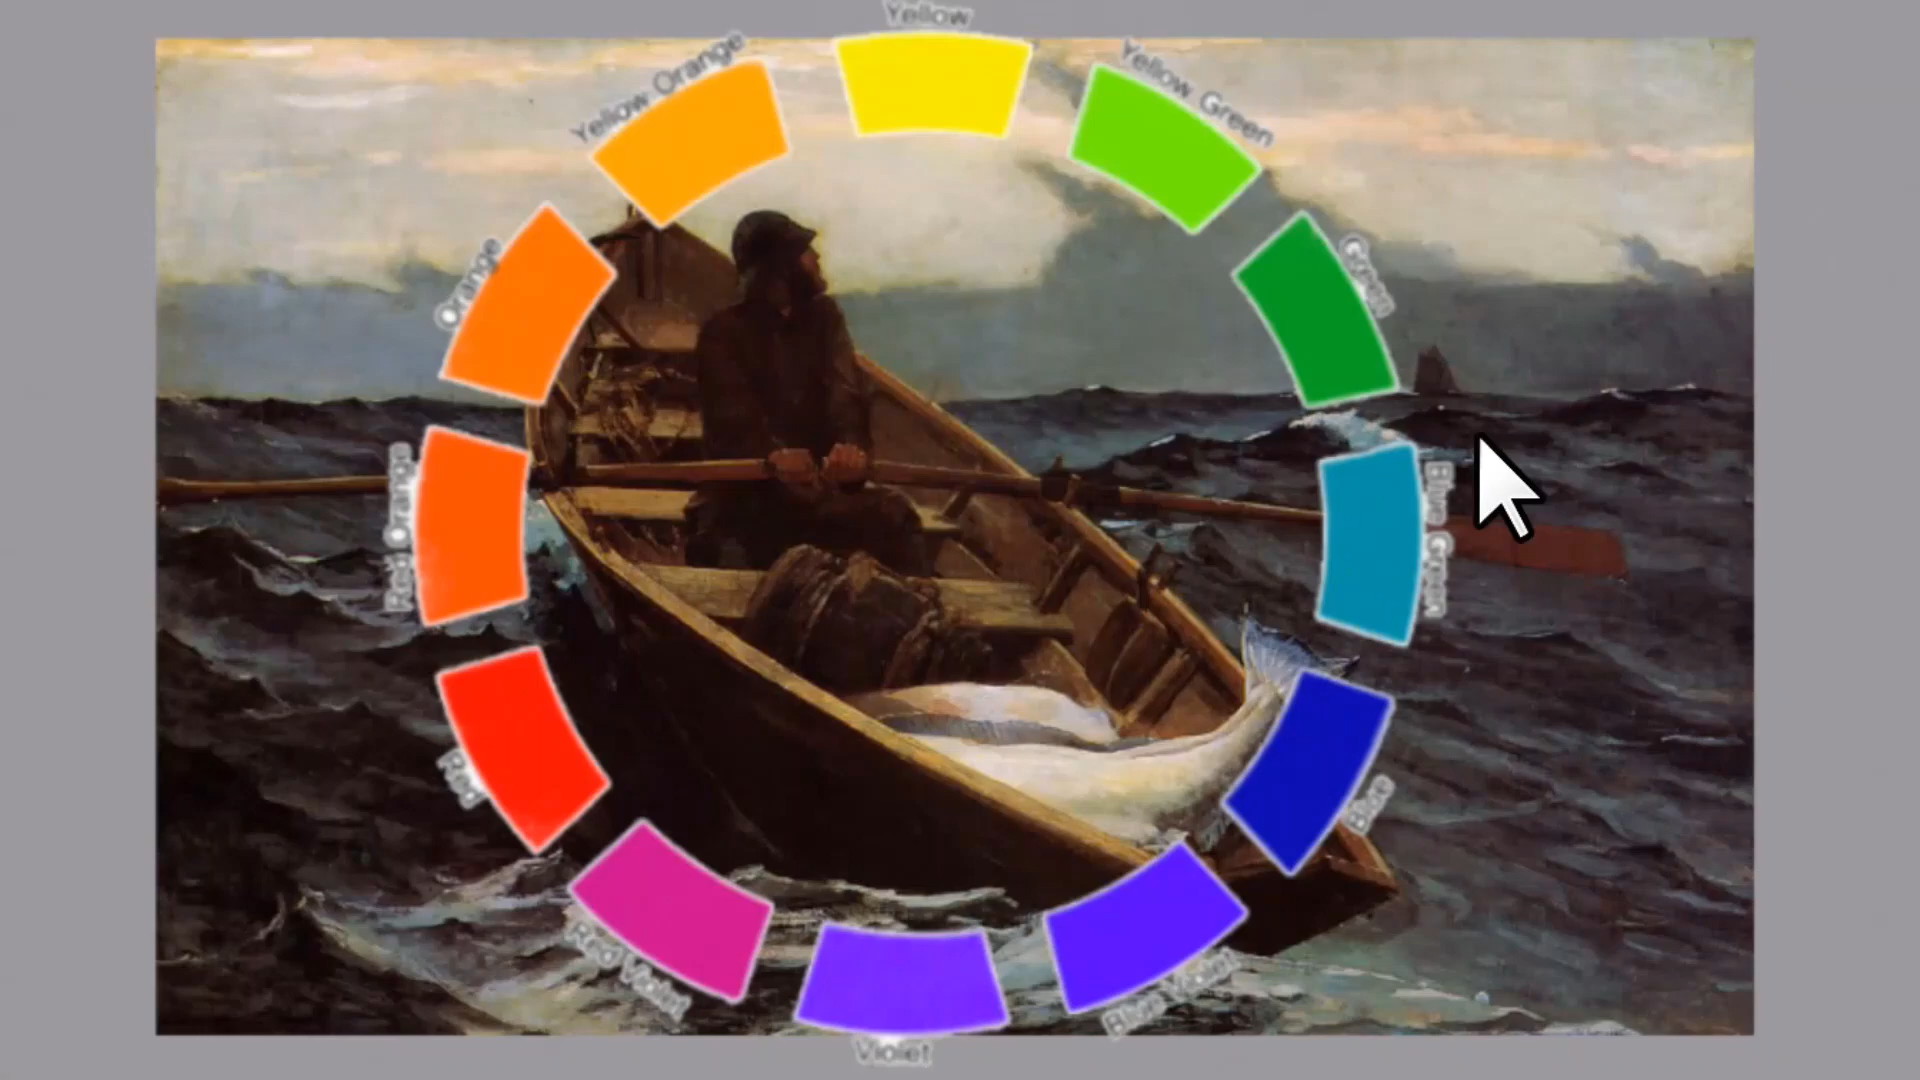 Yellow
Yellow Green
Green
Blue Green
Blue
Blue Violet
Violet
Red Violet
Red
Red Orange
Orange
Yellow Orange